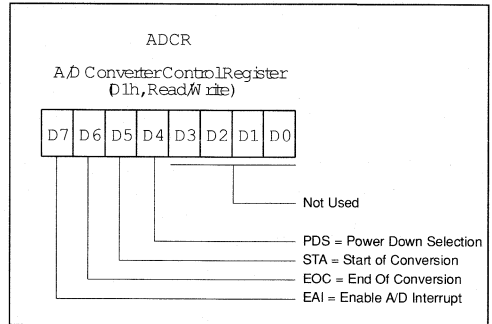 ADCR
A/D Converter Control Register
(D1h, Read/Write)
D7 D6 D5 D4 D3 D2 D1 D0
Not Used
PDS = Power Down Selection
STA = Start of Conversion
EOC = End Of Conversion
EAI = Enable A/D Interrupt